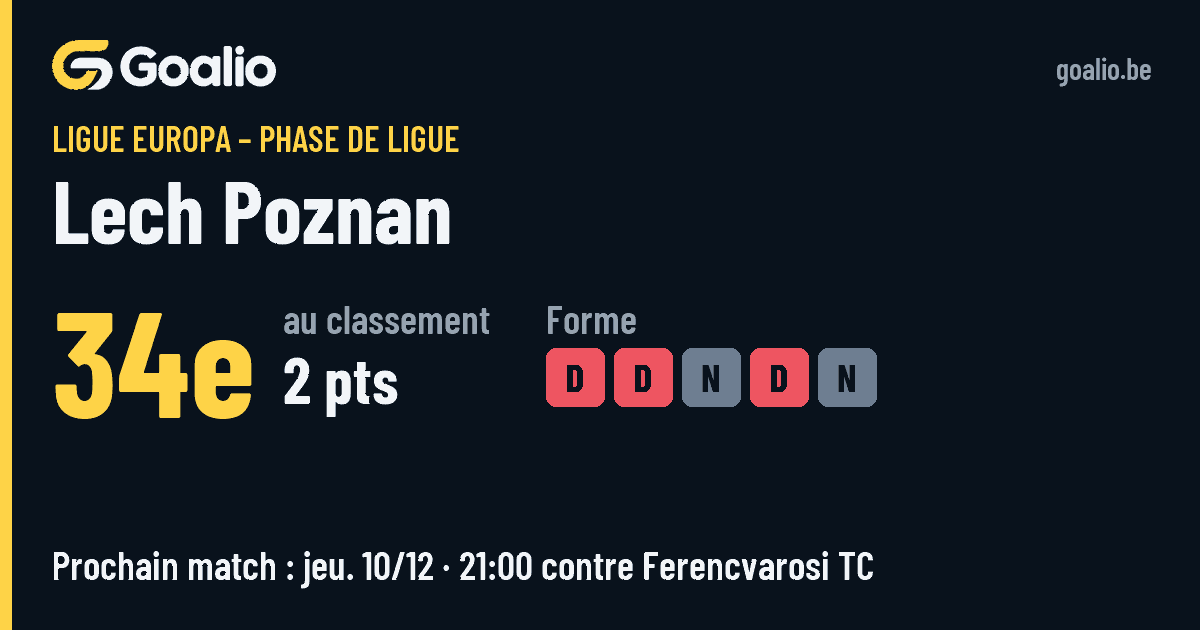 Goalio
goalio.be
LIGUE EUROPA – PHASE DE LIGUE
Lech Poznan
34e
au classement
2 pts
Forme
D D N D N
Prochain match : jeu. 10/12 · 21:00 contre Ferencvarosi TC